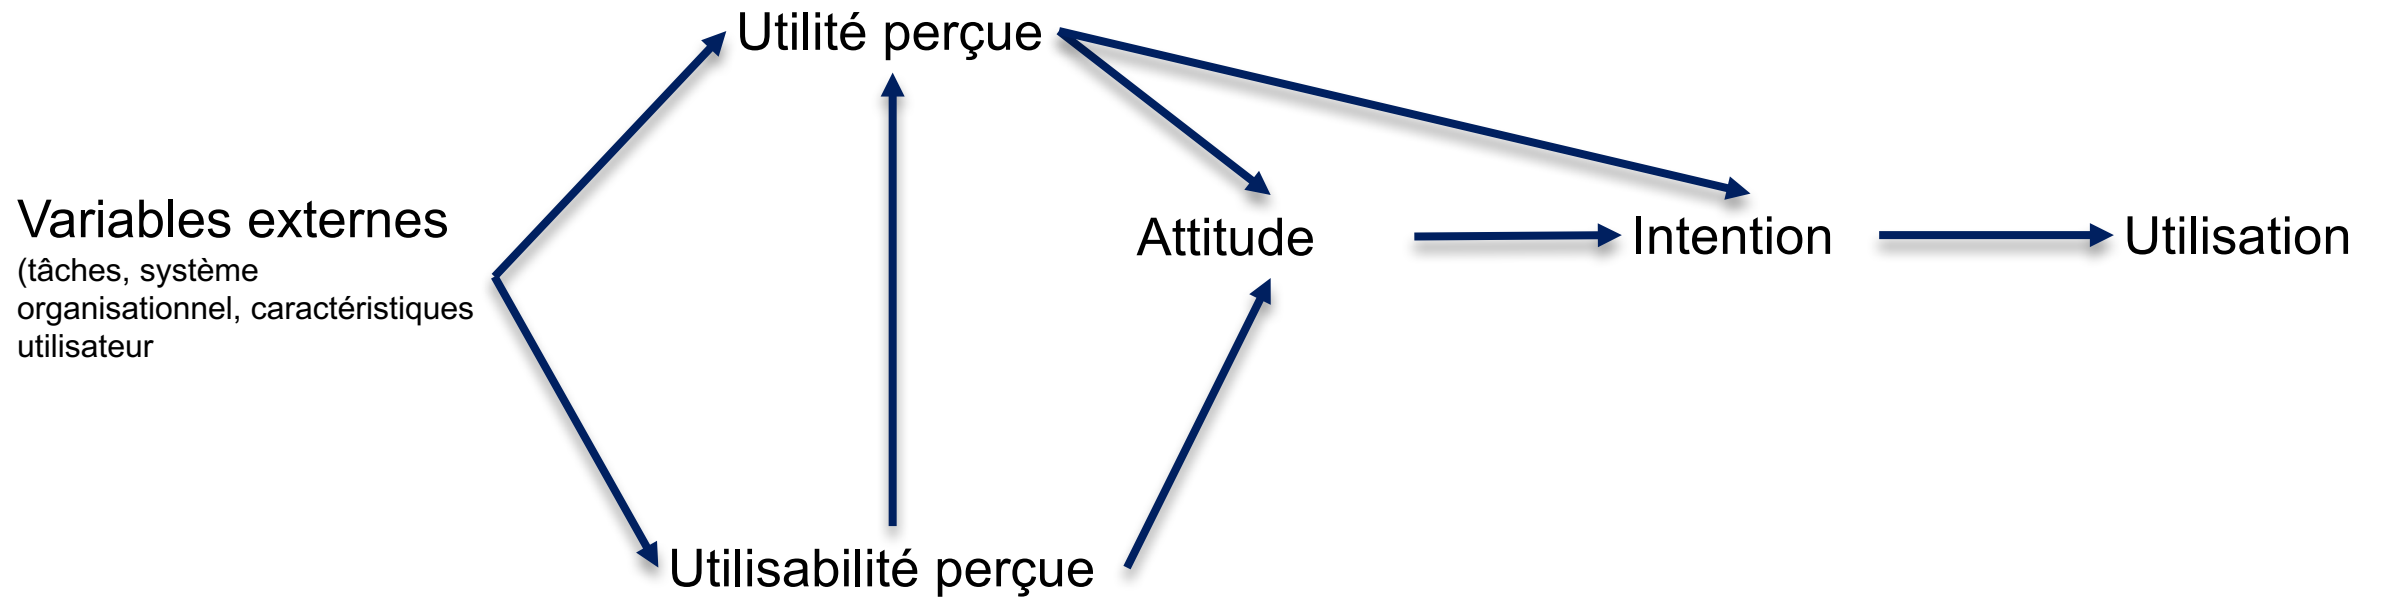 Utilité perçue
Variables externes
(tâches, système
organisationnel, caractéristiques
utilisateur
Attitude
Intention
Utilisation
Utilisabilité perçue